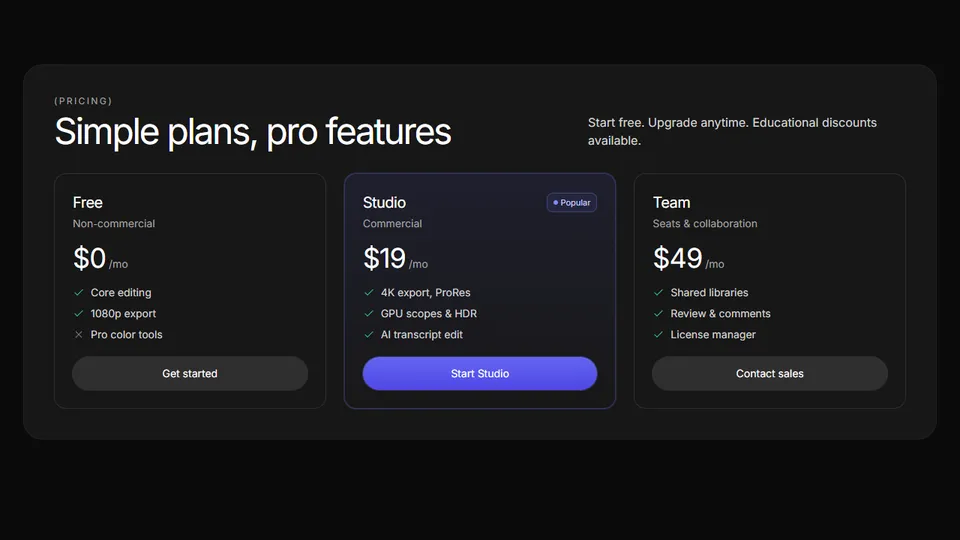 (PRICING)
Simple plans, pro features
Start free. Upgrade anytime. Educational discounts
available.
Free
Non-commercial
$0 /mo
Core editing
1080p export
Pro color tools
Get started
Studio
Popular
Commercial
$19 /mo
4K export, ProRes
GPU scopes & HDR
AI transcript edit
Start Studio
Team
Seats & collaboration
$49 /mo
Shared libraries
Review & comments
License manager
Contact sales